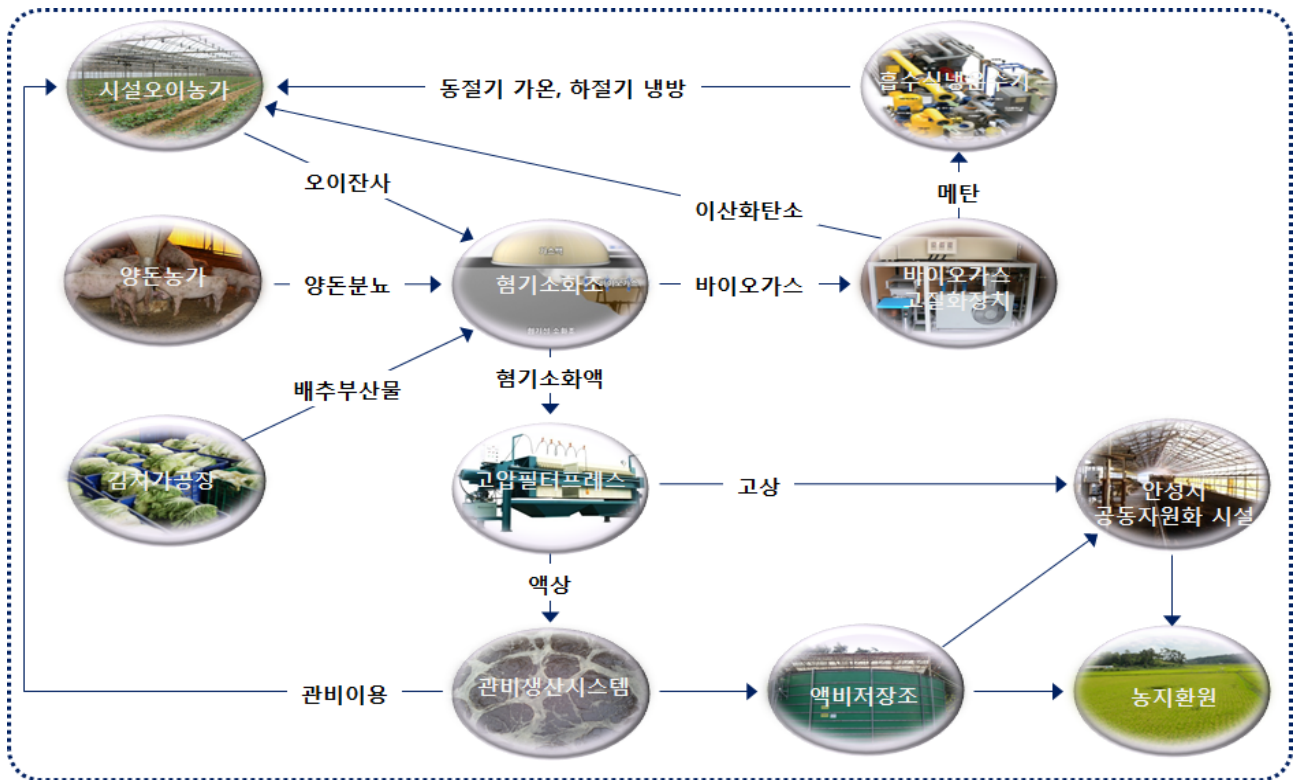 시설오이농가
동절기 가온, 하절기 냉방
흡수식냉온수기
오이잔사
이산화탄소
메탄
양돈농가
양돈분뇨
혐기소화조
바이오가스
바이오가스
고질화장치
배추부산물
혐기소화액
김치가공장
고압필터프레스
고상
안성시
공동자원화 시설
액상
관비이용
관비생산시스템
액비저장조
농지환원